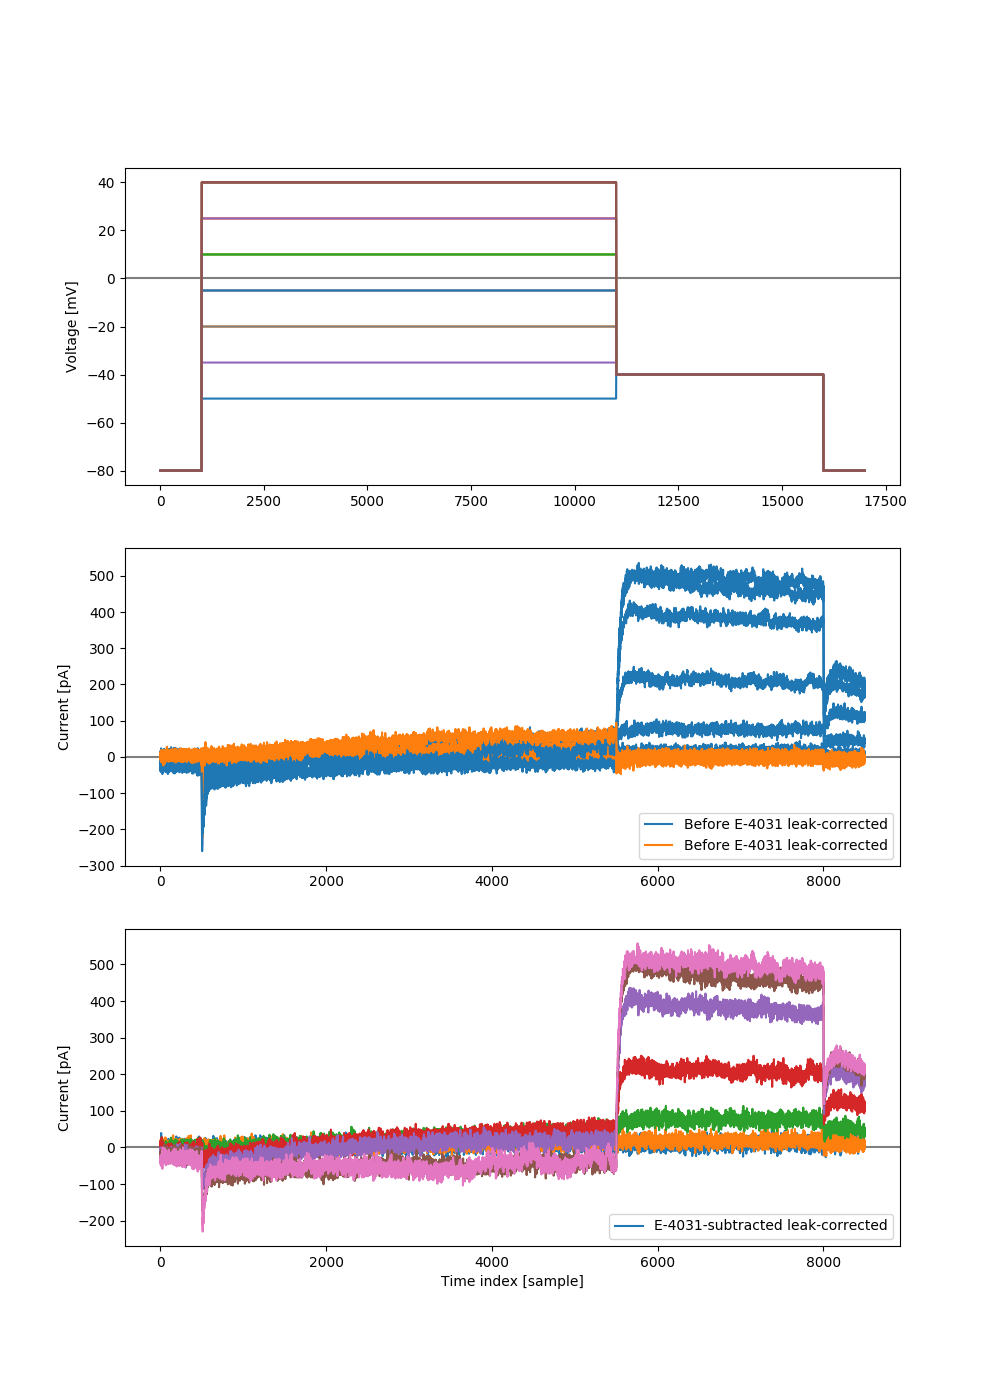 40
20
0
−20
−40
−60
−80
Voltage [mV]
0 2500 5000 7500 10000 12500 15000 17500
500
400
300
200
100
0
−100
−200
−300
Current [pA]
Before E-4031 leak-corrected
Before E-4031 leak-corrected
0 2000 4000 6000 8000
500
400
300
200
100
0
−100
−200
Current [pA]
E-4031-subtracted leak-corrected
0 2000 4000 6000 8000
Time index [sample]